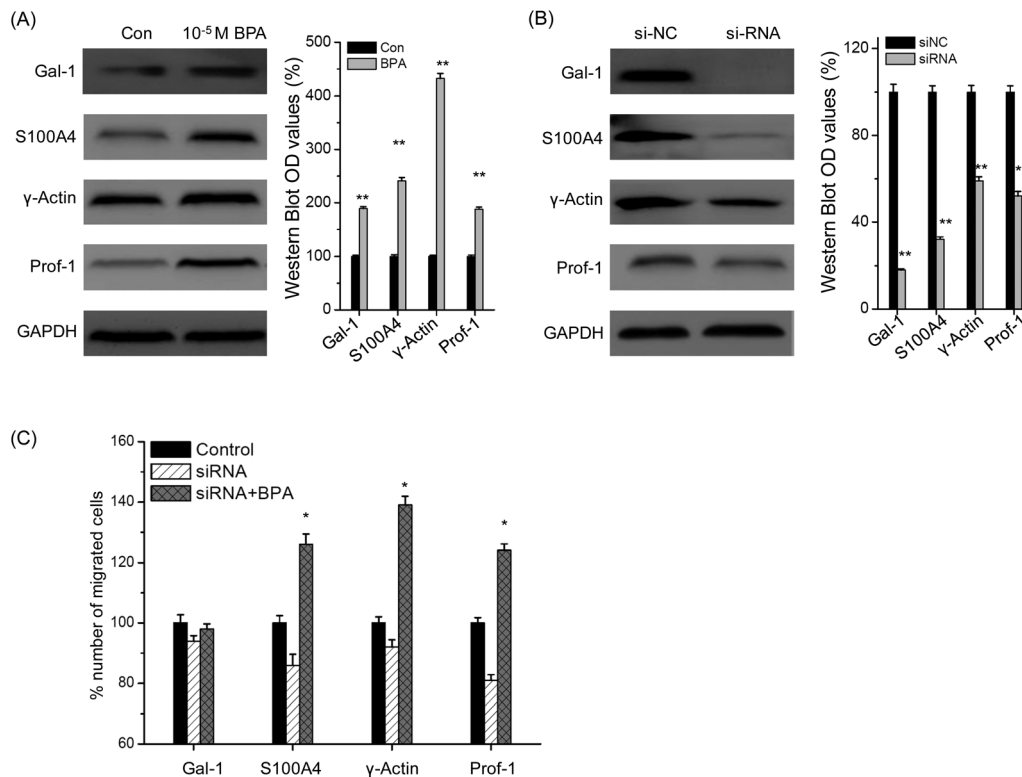 (A)
Con 10⁻⁵ M BPA
Gal-1
S100A4
γ-Actin
Prof-1
GAPDH
Western Blot OD values (%)
500
400
300
200
100
0
Con
BPA
**
**
**
**
Gal-1 S100A4 γ-Actin Prof-1
(B)
si-NC si-RNA
Gal-1
S100A4
γ-Actin
Prof-1
GAPDH
Western Blot OD values (%)
120
80
40
0
siNC
siRNA
**
**
**
*
Gal-1 S100A4 γ-Actin Prof-1
(C)
% number of migrated cells
160
140
120
100
80
60
Control
siRNA
siRNA+BPA
*
*
*
Gal-1 S100A4 γ-Actin Prof-1